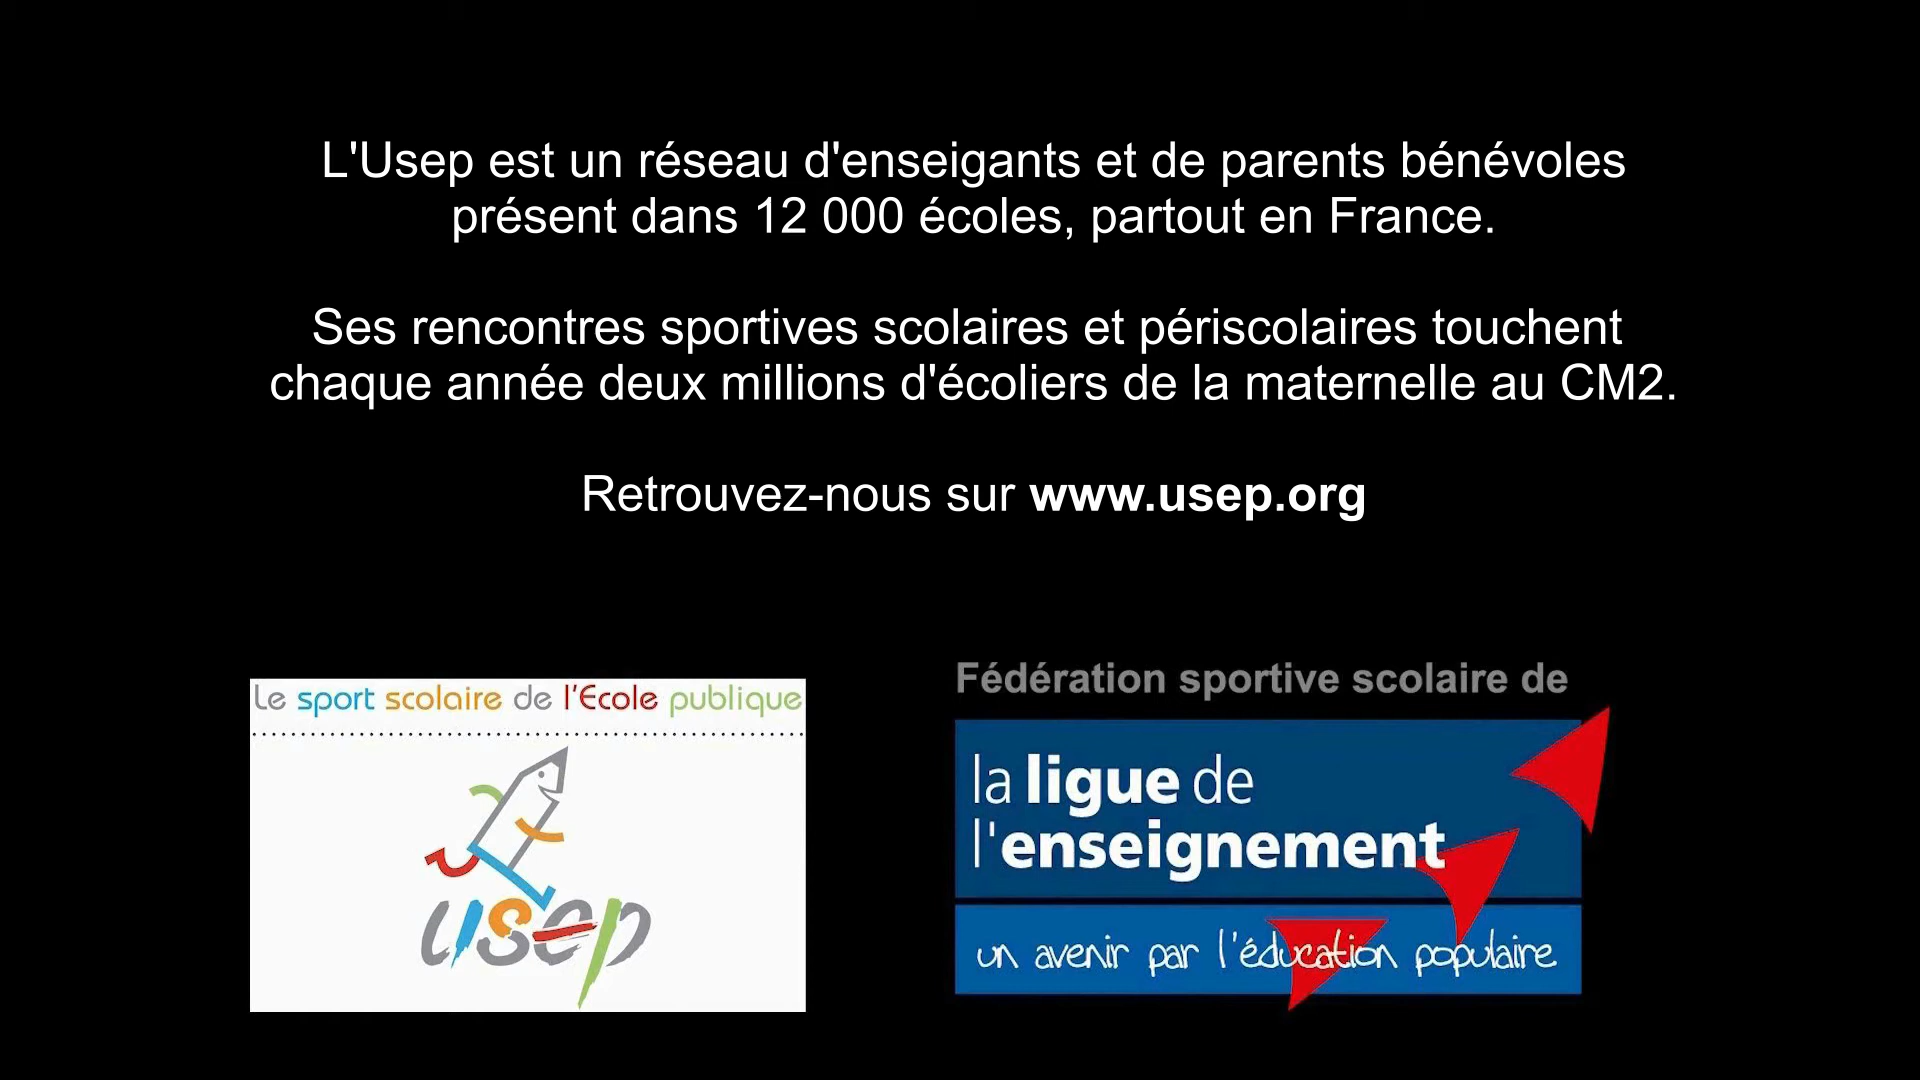 L'Usep est un réseau d'enseigants et de parents bénévoles
présent dans 12 000 écoles, partout en France.
Ses rencontres sportives scolaires et périscolaires touchent
chaque année deux millions d'écoliers de la maternelle au CM2.
Retrouvez-nous sur www.usep.org
Le sport scolaire de l'Ecole publique
usep
Fédération sportive scolaire de
la ligue de
l'enseignement
un avenir par l'éducation populaire